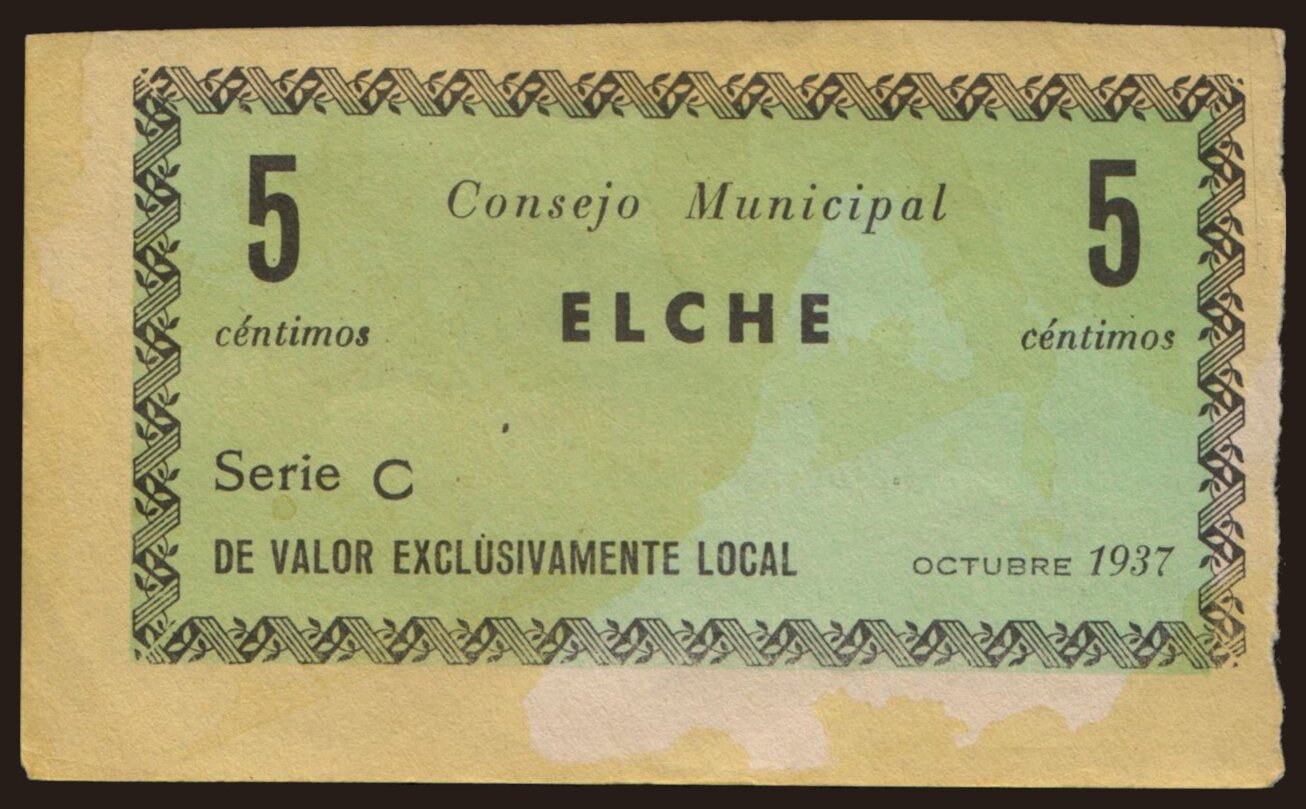 5 Consejo Municipal 5
céntimos ELCHE céntimos
Serie C
DE VALOR EXCLUSIVAMENTE LOCAL OCTUBRE 1937